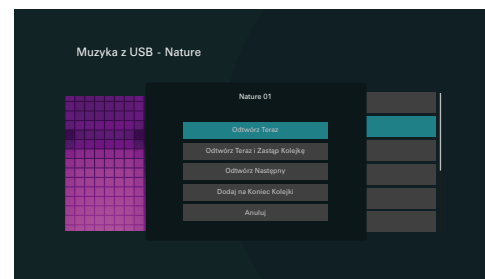 Muzyka z USB - Nature
Nature 01
Odtwórz Teraz
Odtwórz Teraz i Zastąp Kolejkę
Odtwórz Następny
Dodaj na Koniec Kolejki
Anuluj